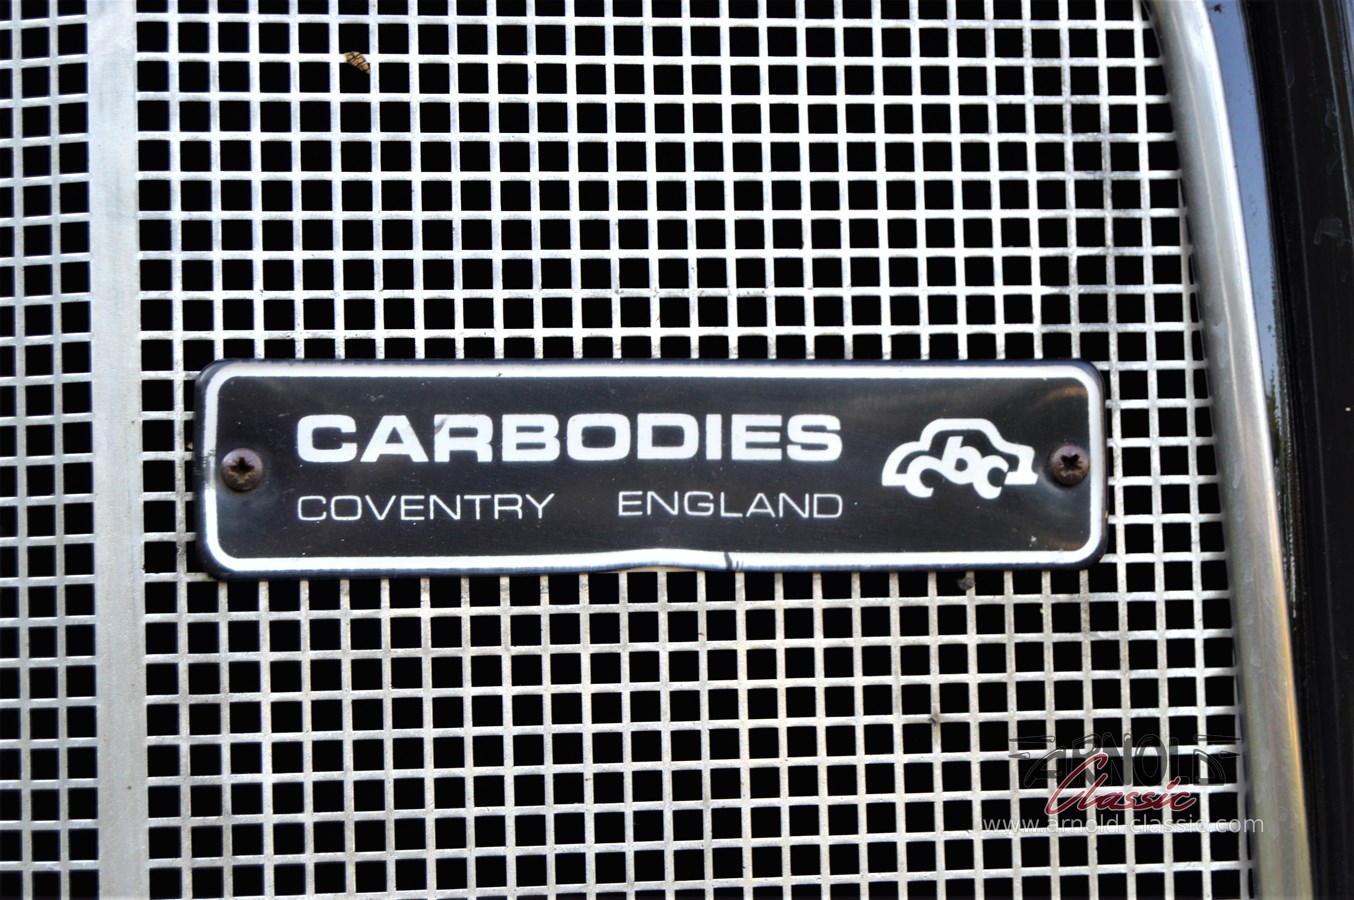 CARBODIES
COVENTRY ENGLAND
cbc
ARNOLD
Classic
www.arnold-classic.com